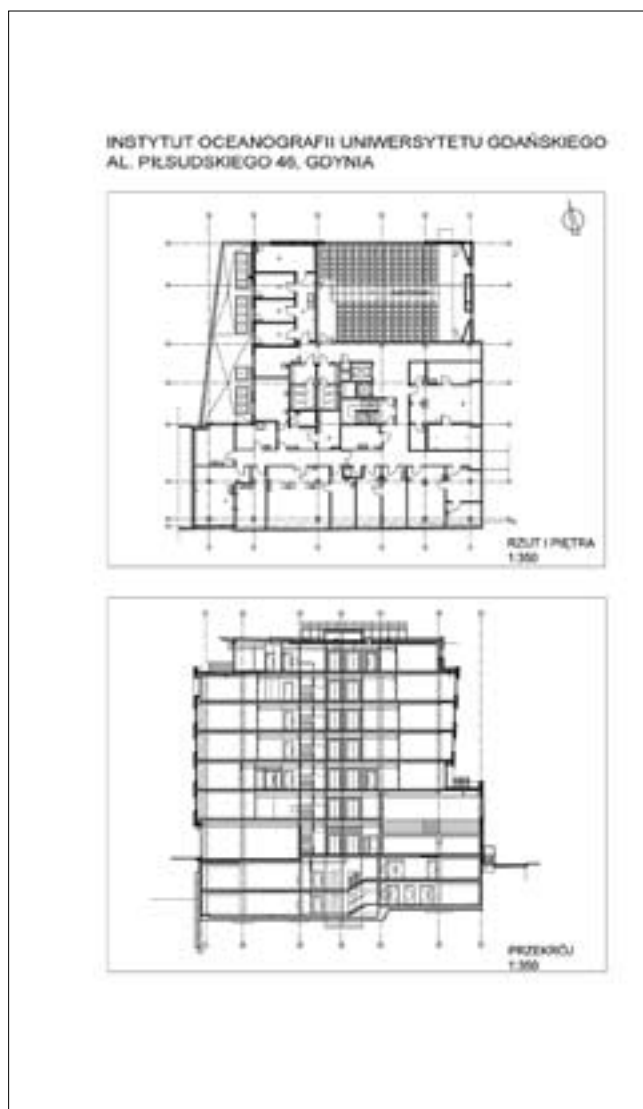 INSTYTUT OCEANOGRAFII UNIWERSYTETU GDAŃSKIEGO
AL. PIŁSUDSKIEGO 46, GDYNIA
RZUT I PIĘTRA
1:350
PRZEKRÓJ
1:350